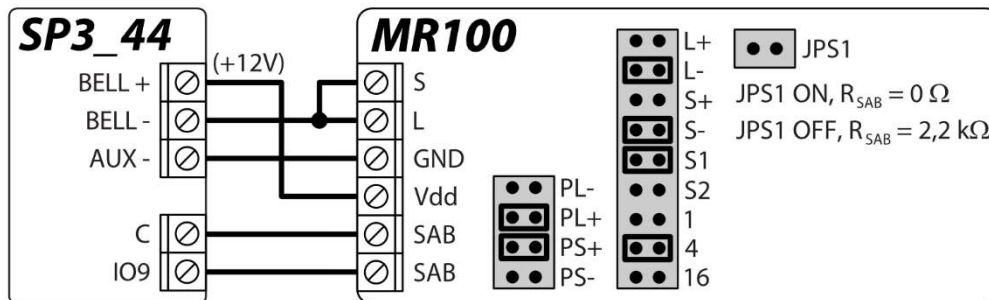 SP3_44
BELL +
BELL -
AUX -
C
IO9
(+12V)
MR100
S
L
GND
Vdd
SAB
SAB
PL-
PL+
PS+
PS-
L+
L-
S+
S-
S1
S2
1
4
16
JPS1
JPS1 ON, RSAB = 0 Ω
JPS1 OFF, RSAB = 2,2 kΩ